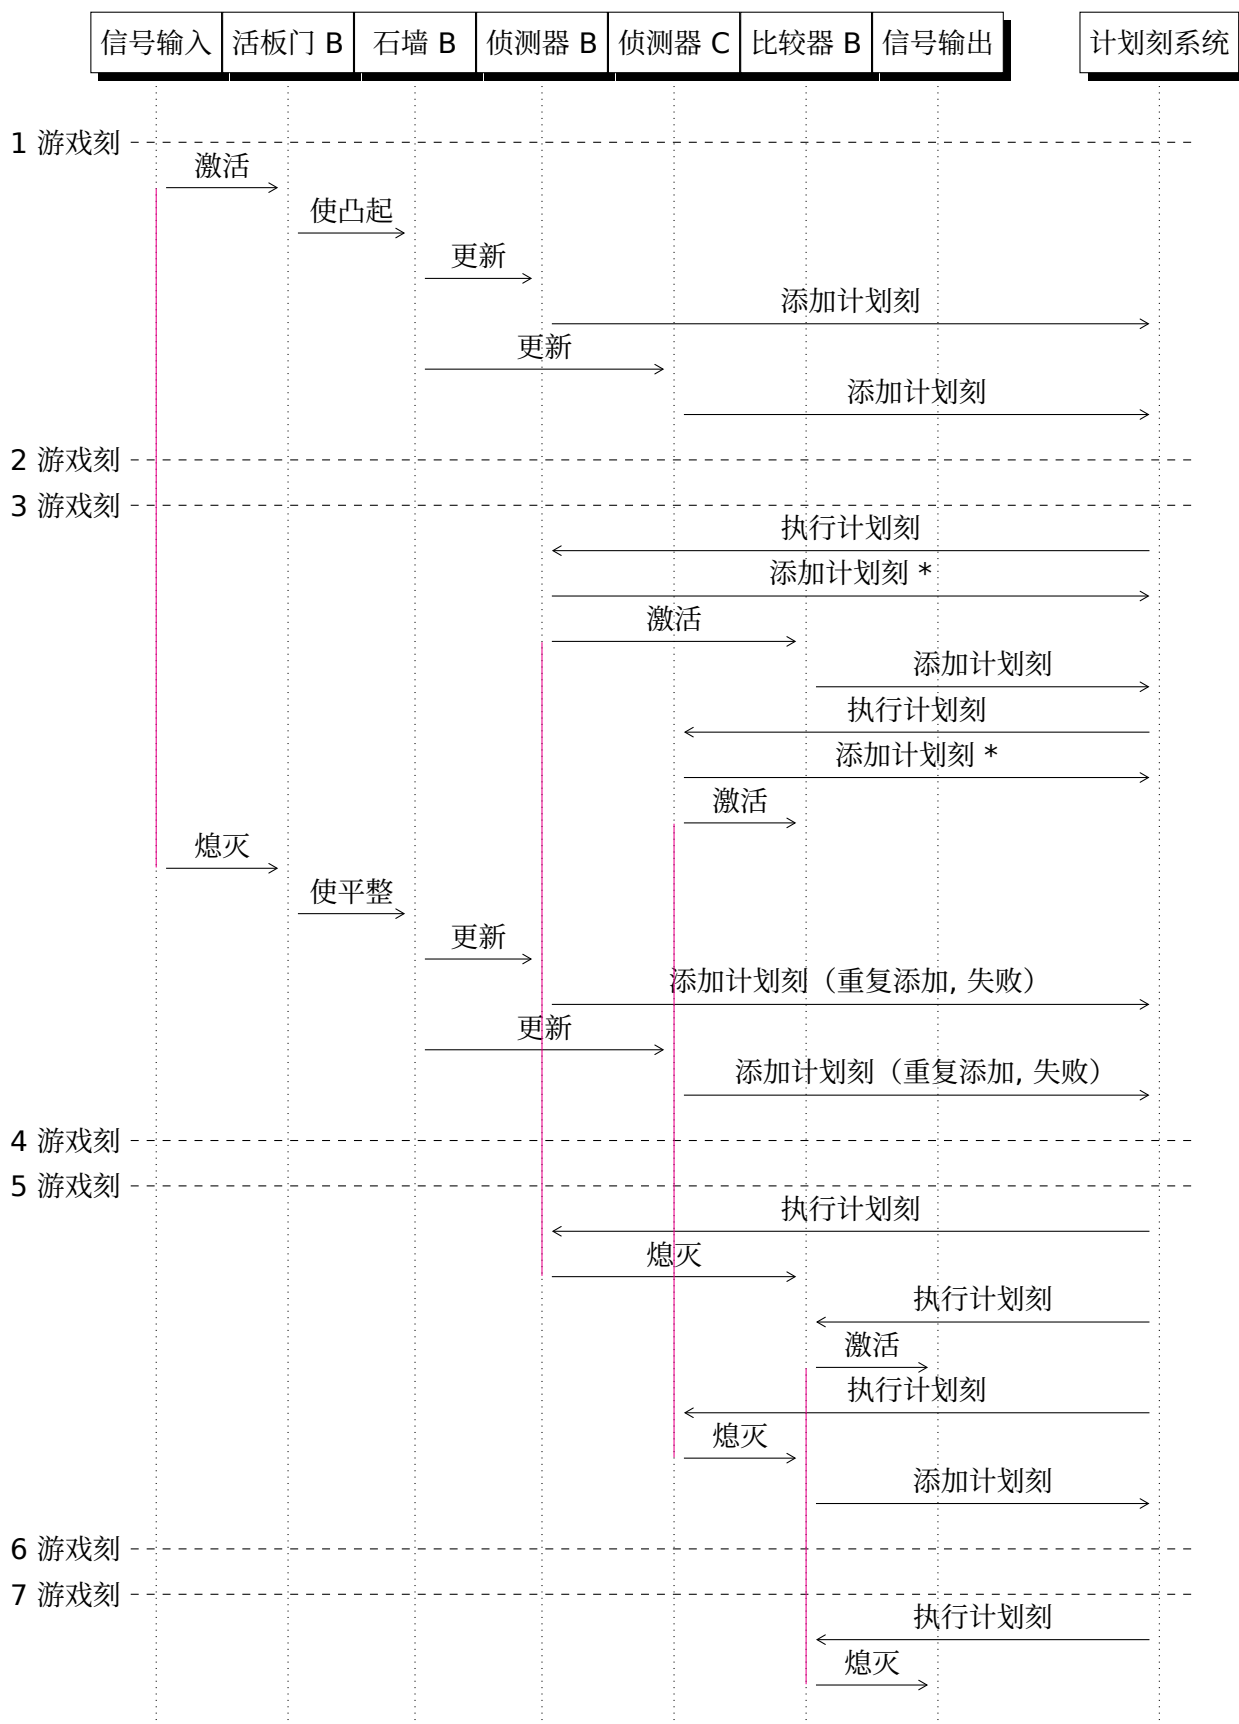 信号输入 活板门 B 石墙 B 侦测器 B 侦测器 C 比较器 B 信号输出 计划刻系统
1 游戏刻
激活
使凸起
更新
添加计划刻
更新
添加计划刻
2 游戏刻
3 游戏刻
执行计划刻
添加计划刻 *
激活
添加计划刻
执行计划刻
添加计划刻 *
激活
熄灭
使平整
更新
添加计划刻（重复添加, 失败）
更新
添加计划刻（重复添加, 失败）
4 游戏刻
5 游戏刻
执行计划刻
熄灭
执行计划刻
激活
执行计划刻
熄灭
添加计划刻
6 游戏刻
7 游戏刻
执行计划刻
熄灭